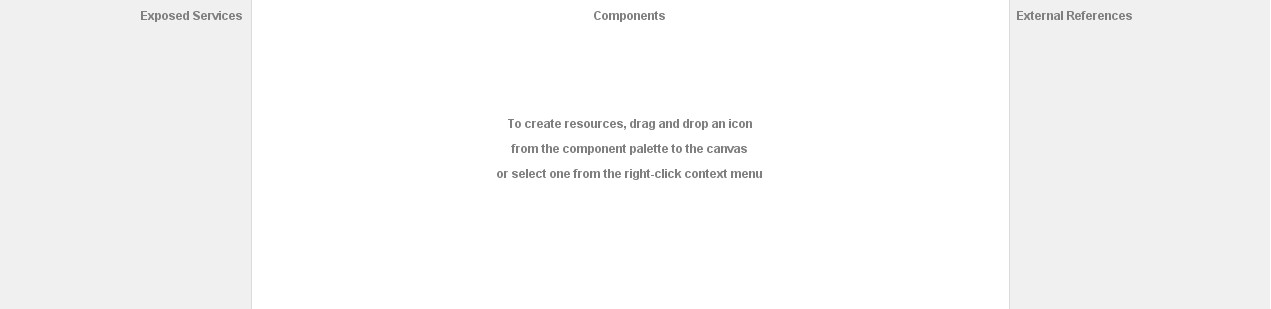 Exposed Services
Components
External References
To create resources, drag and drop an icon
from the component palette to the canvas
or select one from the right-click context menu